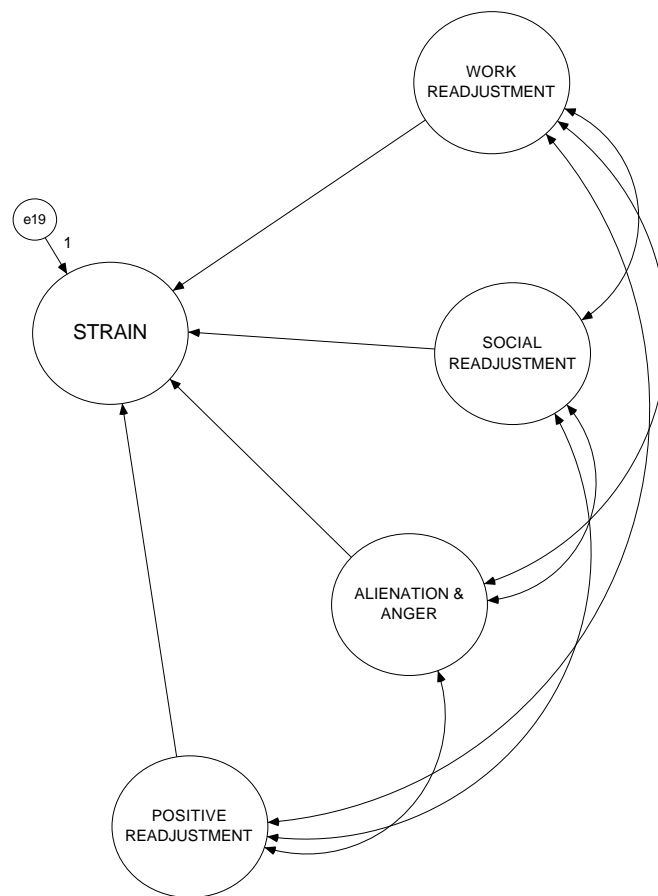 WORK
READJUSTMENT
e19
1
STRAIN
SOCIAL
READJUSTMENT
ALIENATION &
ANGER
POSITIVE
READJUSTMENT